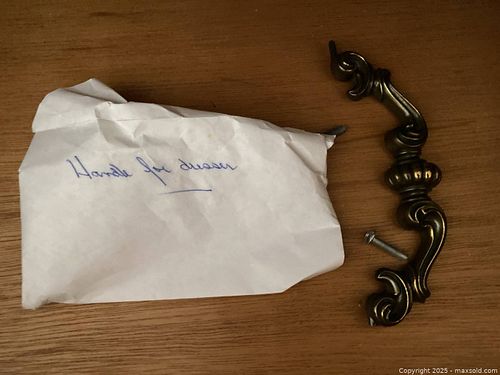 Handle for dresser
Copyright 2025 - maxsold.com